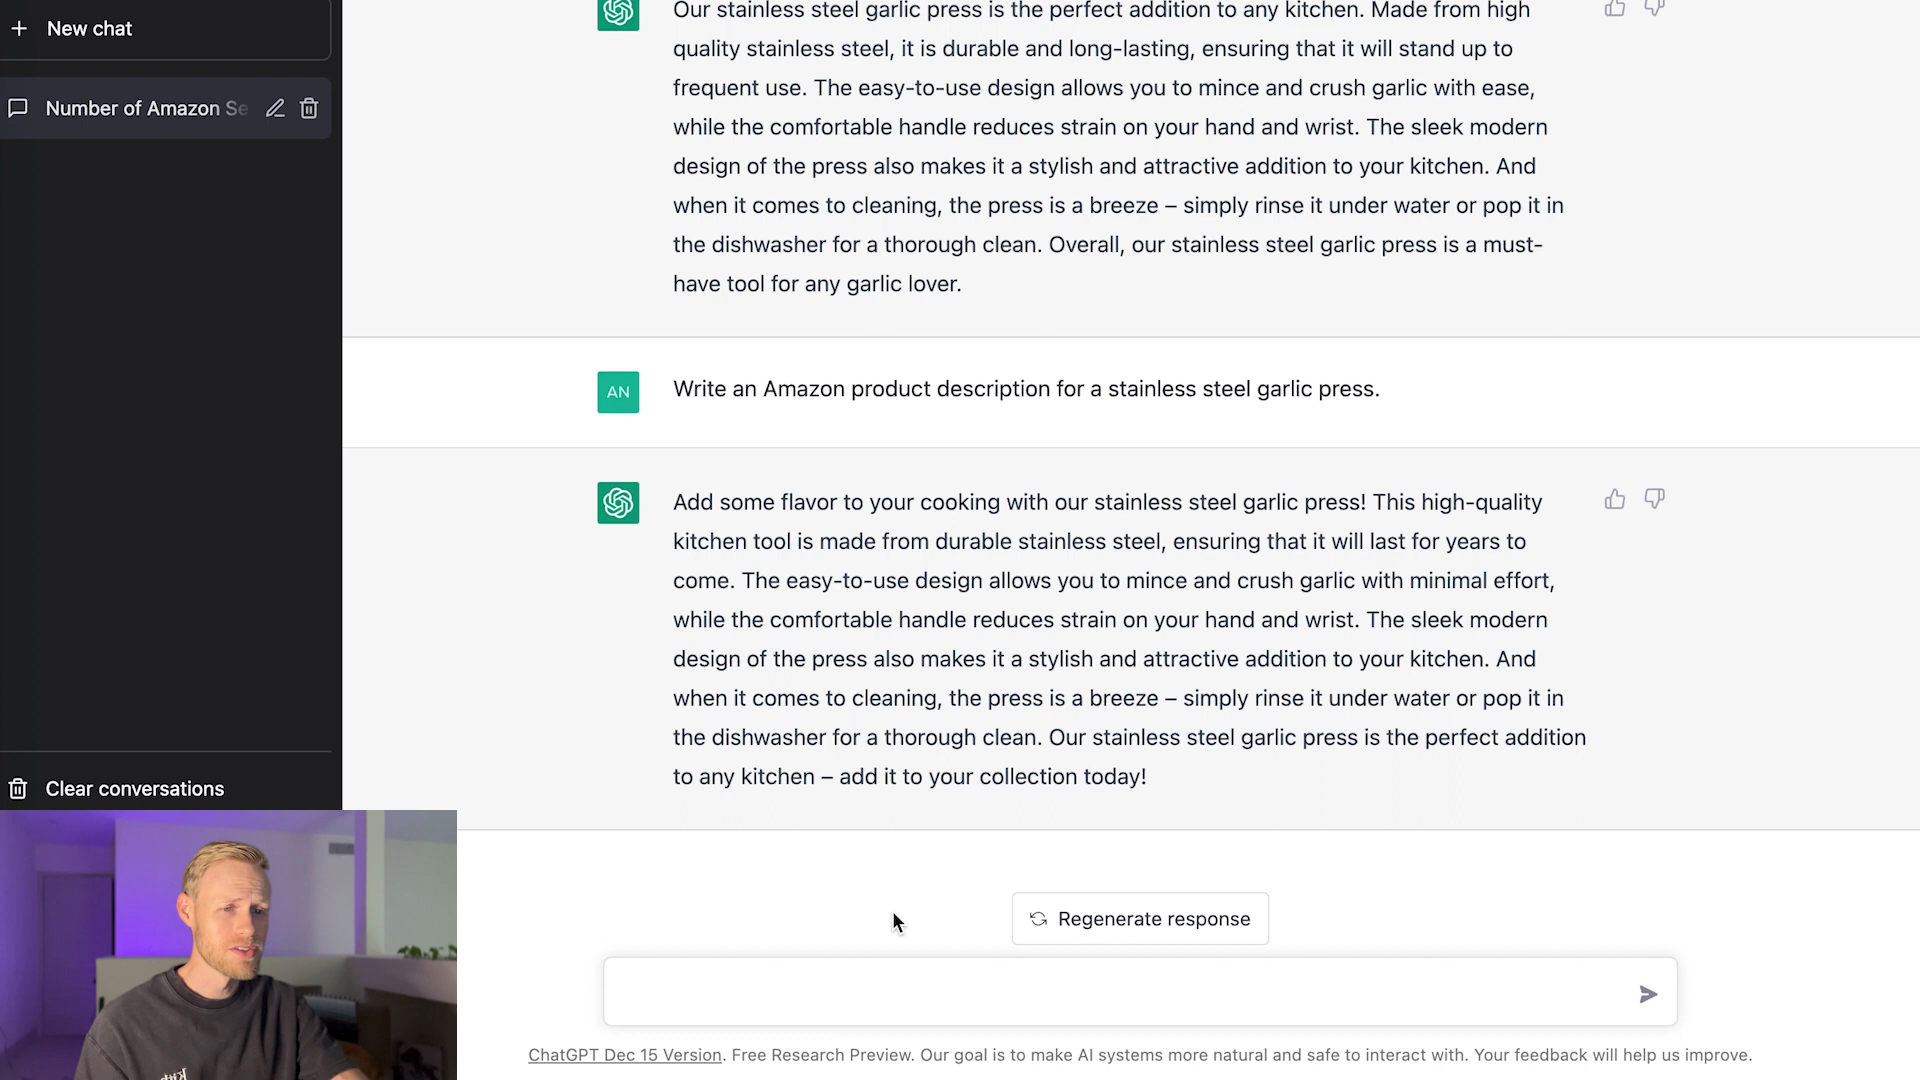 New chat
Number of Amazon Se
Our stainless steel garlic press is the perfect addition to any kitchen. Made from high
quality stainless steel, it is durable and long-lasting, ensuring that it will stand up to
frequent use. The easy-to-use design allows you to mince and crush garlic with ease,
while the comfortable handle reduces strain on your hand and wrist. The sleek modern
design of the press also makes it a stylish and attractive addition to your kitchen. And
when it comes to cleaning, the press is a breeze – simply rinse it under water or pop it in
the dishwasher for a thorough clean. Overall, our stainless steel garlic press is a must-
have tool for any garlic lover.
AN
Write an Amazon product description for a stainless steel garlic press.
Add some flavor to your cooking with our stainless steel garlic press! This high-quality
kitchen tool is made from durable stainless steel, ensuring that it will last for years to
come. The easy-to-use design allows you to mince and crush garlic with minimal effort,
while the comfortable handle reduces strain on your hand and wrist. The sleek modern
design of the press also makes it a stylish and attractive addition to your kitchen. And
when it comes to cleaning, the press is a breeze – simply rinse it under water or pop it in
the dishwasher for a thorough clean. Our stainless steel garlic press is the perfect addition
to any kitchen – add it to your collection today!
Clear conversations
Regenerate response
ChatGPT Dec 15 Version. Free Research Preview. Our goal is to make AI systems more natural and safe to interact with. Your feedback will help us improve.